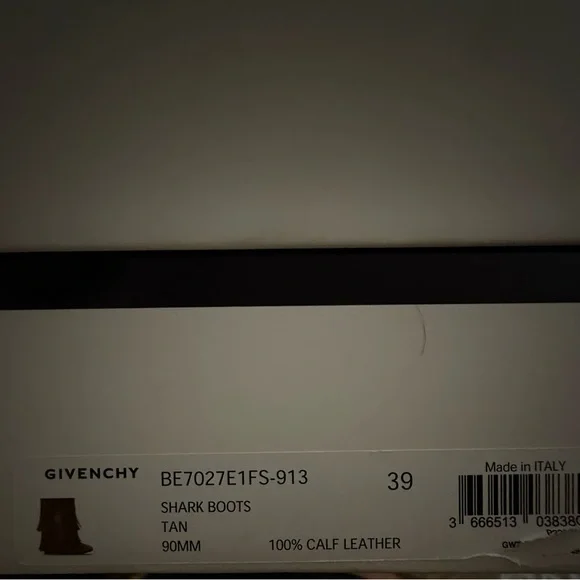 Made in ITALY
GIVENCHY
BE7027E1FS-913
39
SHARK BOOTS
TAN
90MM
100% CALF LEATHER
3 666513 03838